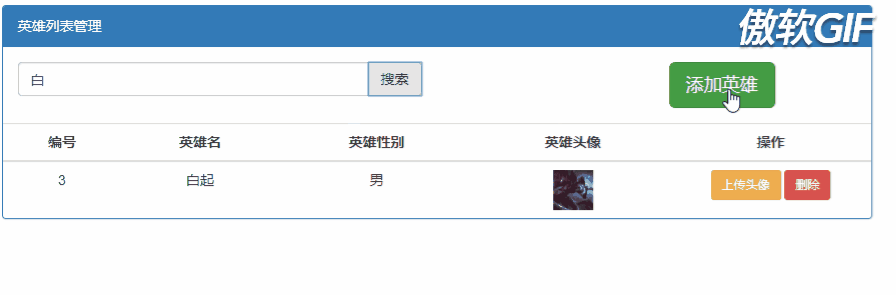 英雄列表管理
傲软GIF
白
搜索
添加英雄
编号 英雄名 英雄性别 英雄头像 操作
3 白起 男 上传头像 删除